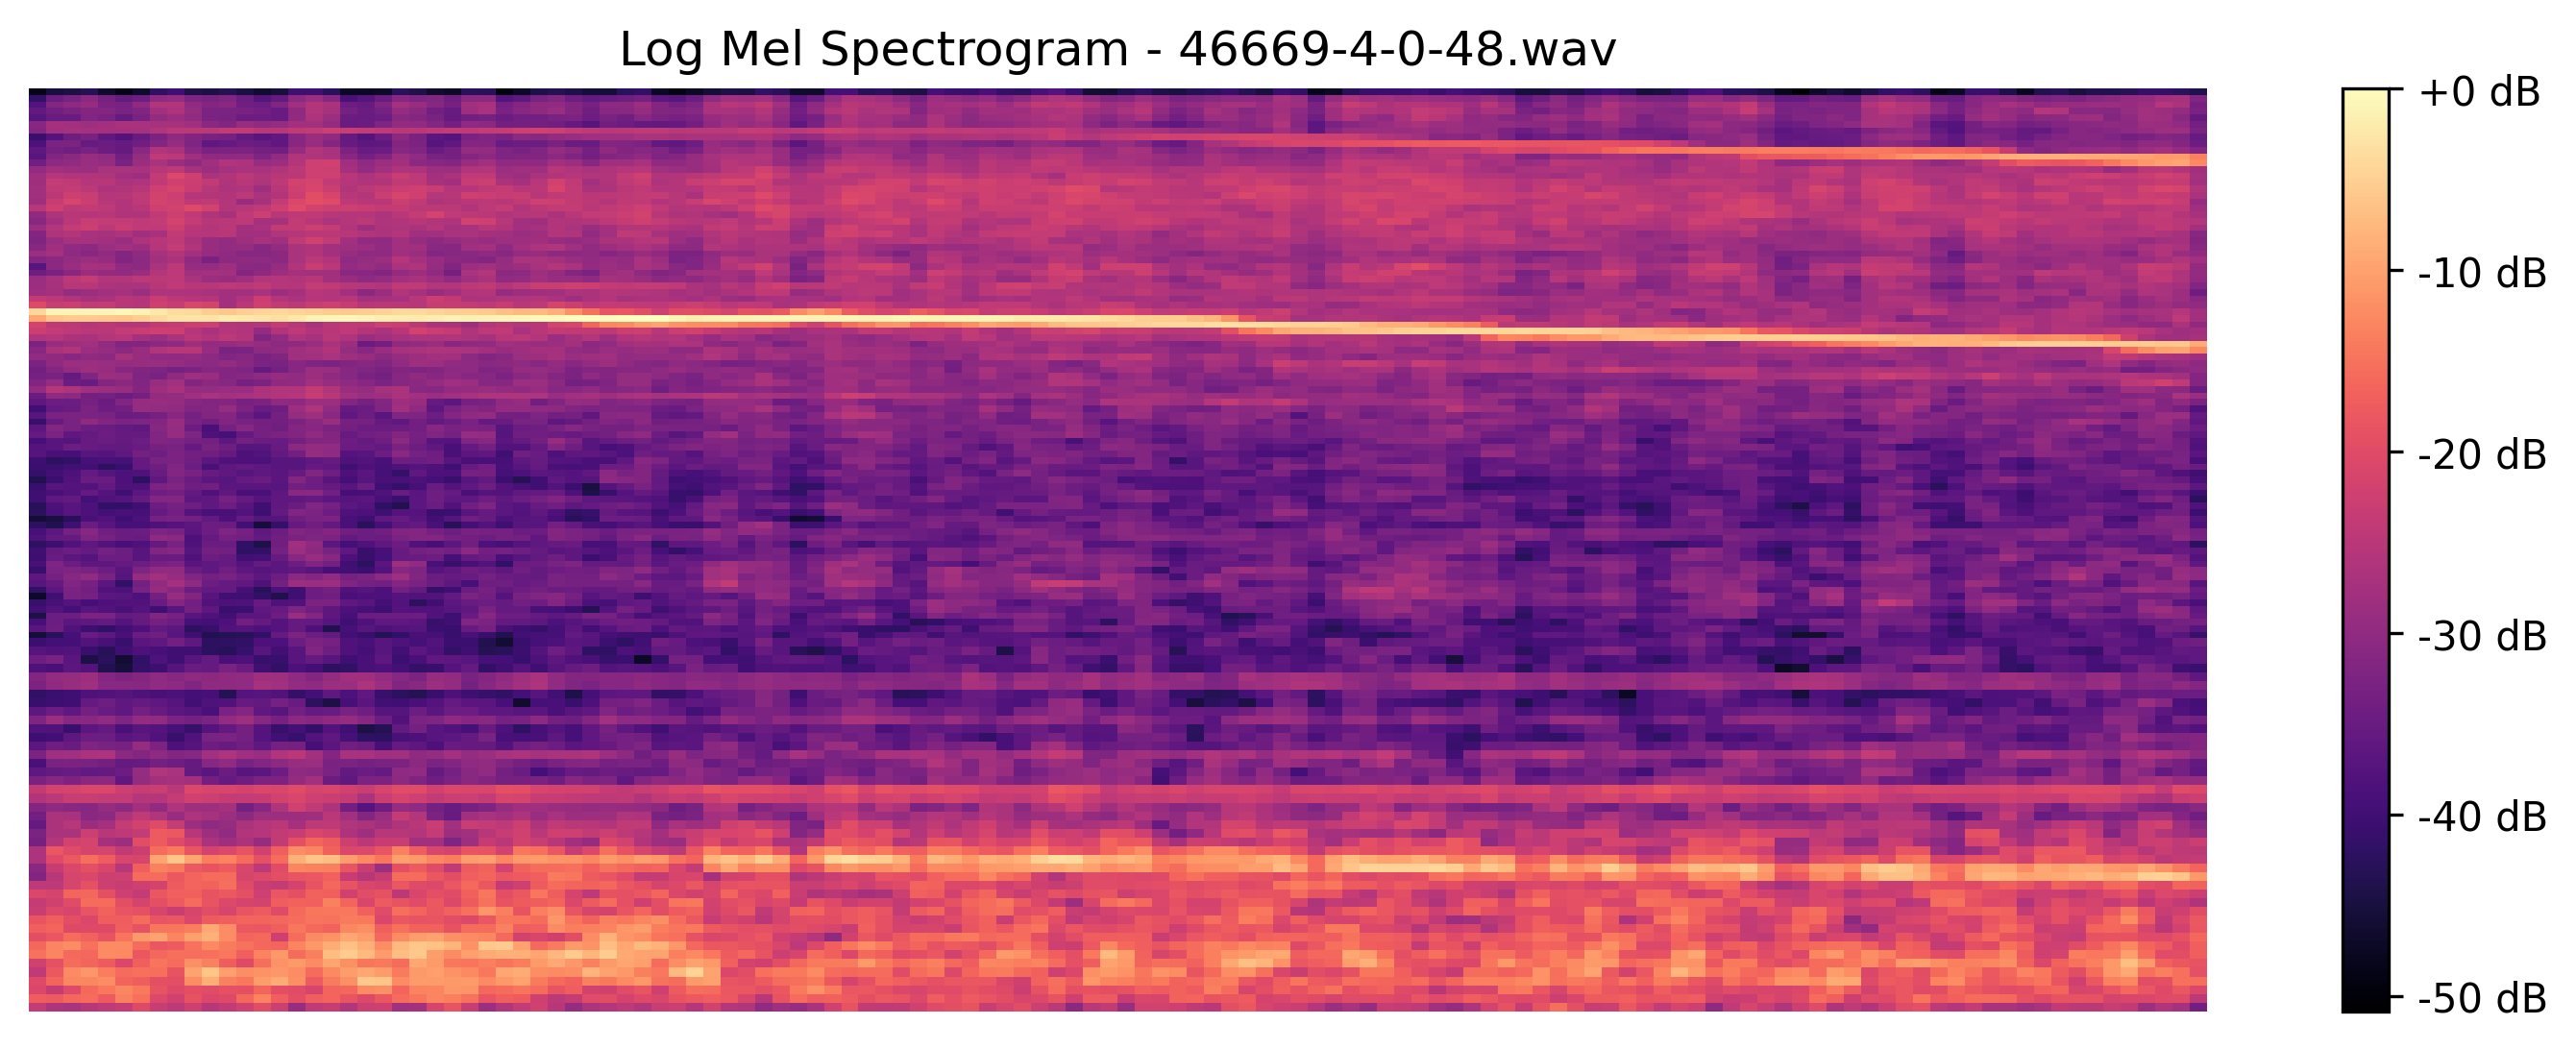 Log Mel Spectrogram - 46669-4-0-48.wav
+0 dB
-10 dB
-20 dB
-30 dB
-40 dB
-50 dB